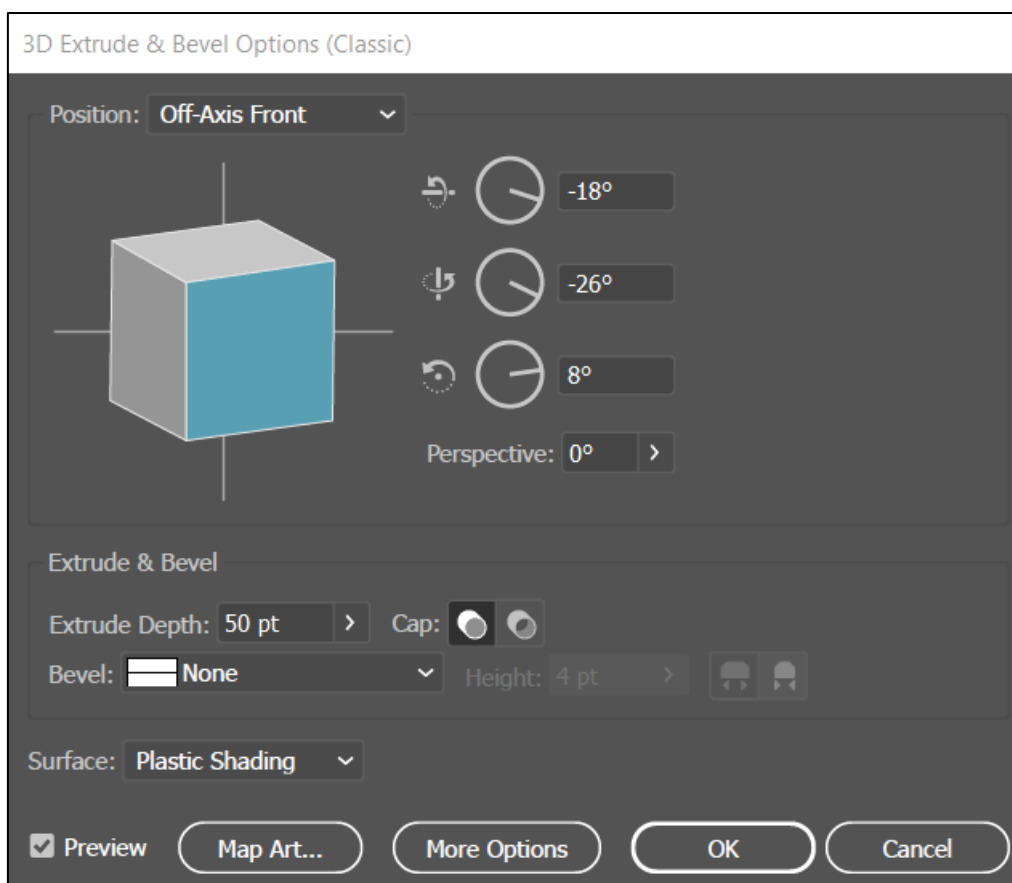 3D Extrude & Bevel Options (Classic)
Position: Off-Axis Front
-18°
-26°
8°
Perspective: 0°
Extrude & Bevel
Extrude Depth: 50 pt Cap:
Bevel: None Height: 4 pt
Surface: Plastic Shading
Preview Map Art... More Options OK Cancel